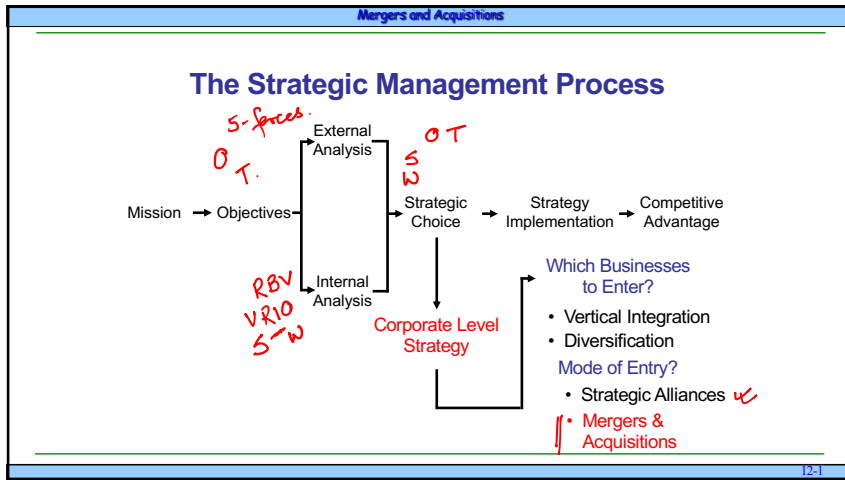 Mergers and Acquisitions
The Strategic Management Process
5-forces.
O
T.
External
Analysis
O T
S
W
Mission
Objectives
Strategic
Choice
Strategy
Implementation
Competitive
Advantage
RBV
VRIO
S-W
Internal
Analysis
Corporate Level
Strategy
Which Businesses
to Enter?
• Vertical Integration
• Diversification
Mode of Entry?
• Strategic Alliances
• Mergers &
Acquisitions
12-1